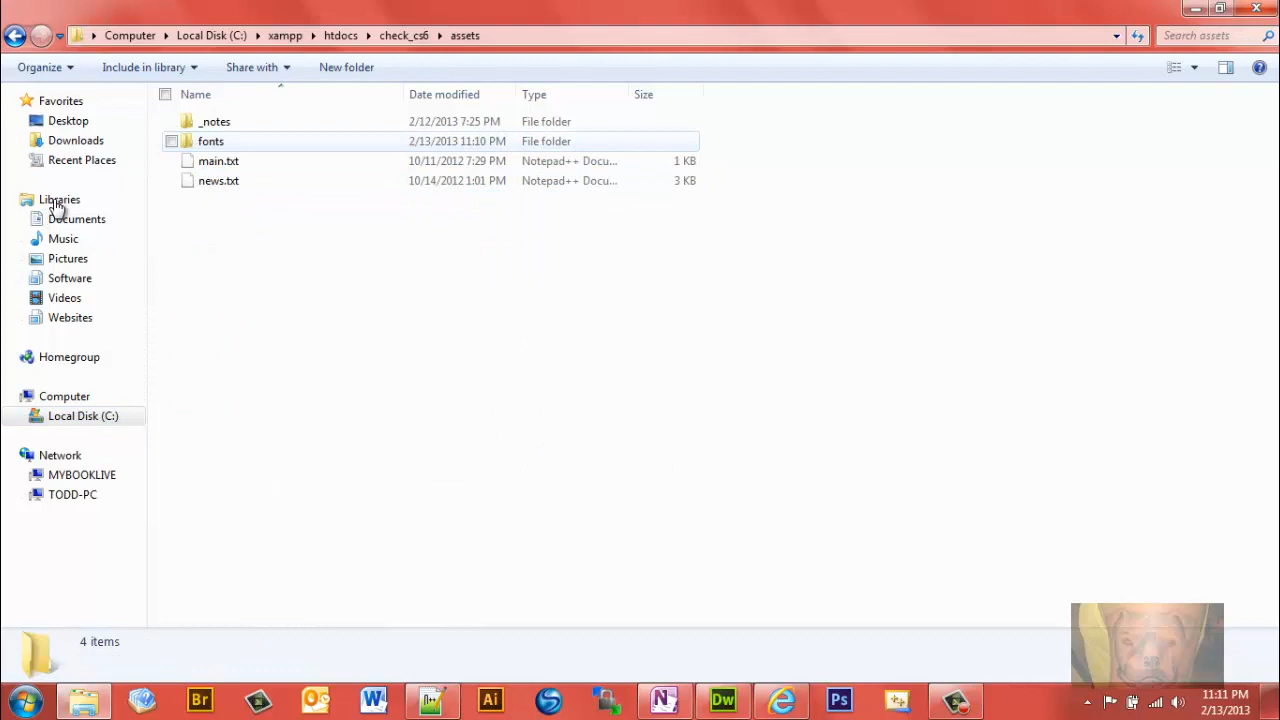 Computer Local Disk (C:) xampp htdocs check_cs6 assets Search assets
Organize Include in library Share with New folder
Favorites
Desktop
Downloads
Recent Places
Libraries
Documents
Music
Pictures
Software
Videos
Websites
Homegroup
Computer
Local Disk (C:)
Network
MYBOOKLIVE
TODD-PC
Name Date modified Type Size
_notes 2/12/2013 7:25 PM File folder
fonts 2/13/2013 11:10 PM File folder
main.txt 10/11/2012 7:29 PM Notepad++ Docu... 1 KB
news.txt 10/14/2012 1:01 PM Notepad++ Docu... 3 KB
4 items
Br W Ai N Dw Ps
11:11 PM
2/13/2013